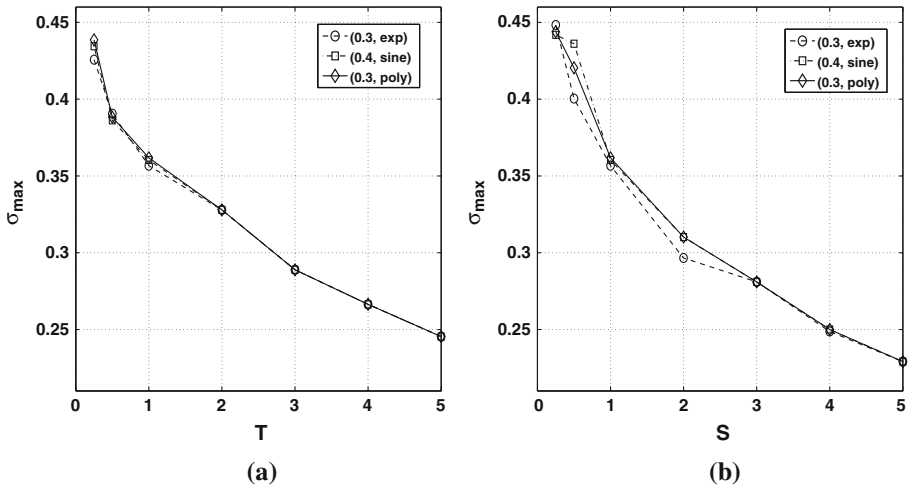 0.45
0.4
0.35
0.3
0.25
σmax
0 1 2 3 4 5
T
(0.3, exp)
(0.4, sine)
(0.3, poly)
(a)
0.45
0.4
0.35
0.3
0.25
σmax
0 1 2 3 4 5
S
(0.3, exp)
(0.4, sine)
(0.3, poly)
(b)